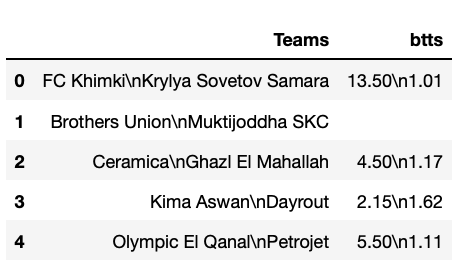 Teams btts
0 FC Khimki\nKrylya Sovetov Samara 13.50\n1.01
1 Brothers Union\nMuktijoddha SKC
2 Ceramica\nGhazl El Mahallah 4.50\n1.17
3 Kima Aswan\nDayrout 2.15\n1.62
4 Olympic El Qanal\nPetrojet 5.50\n1.11